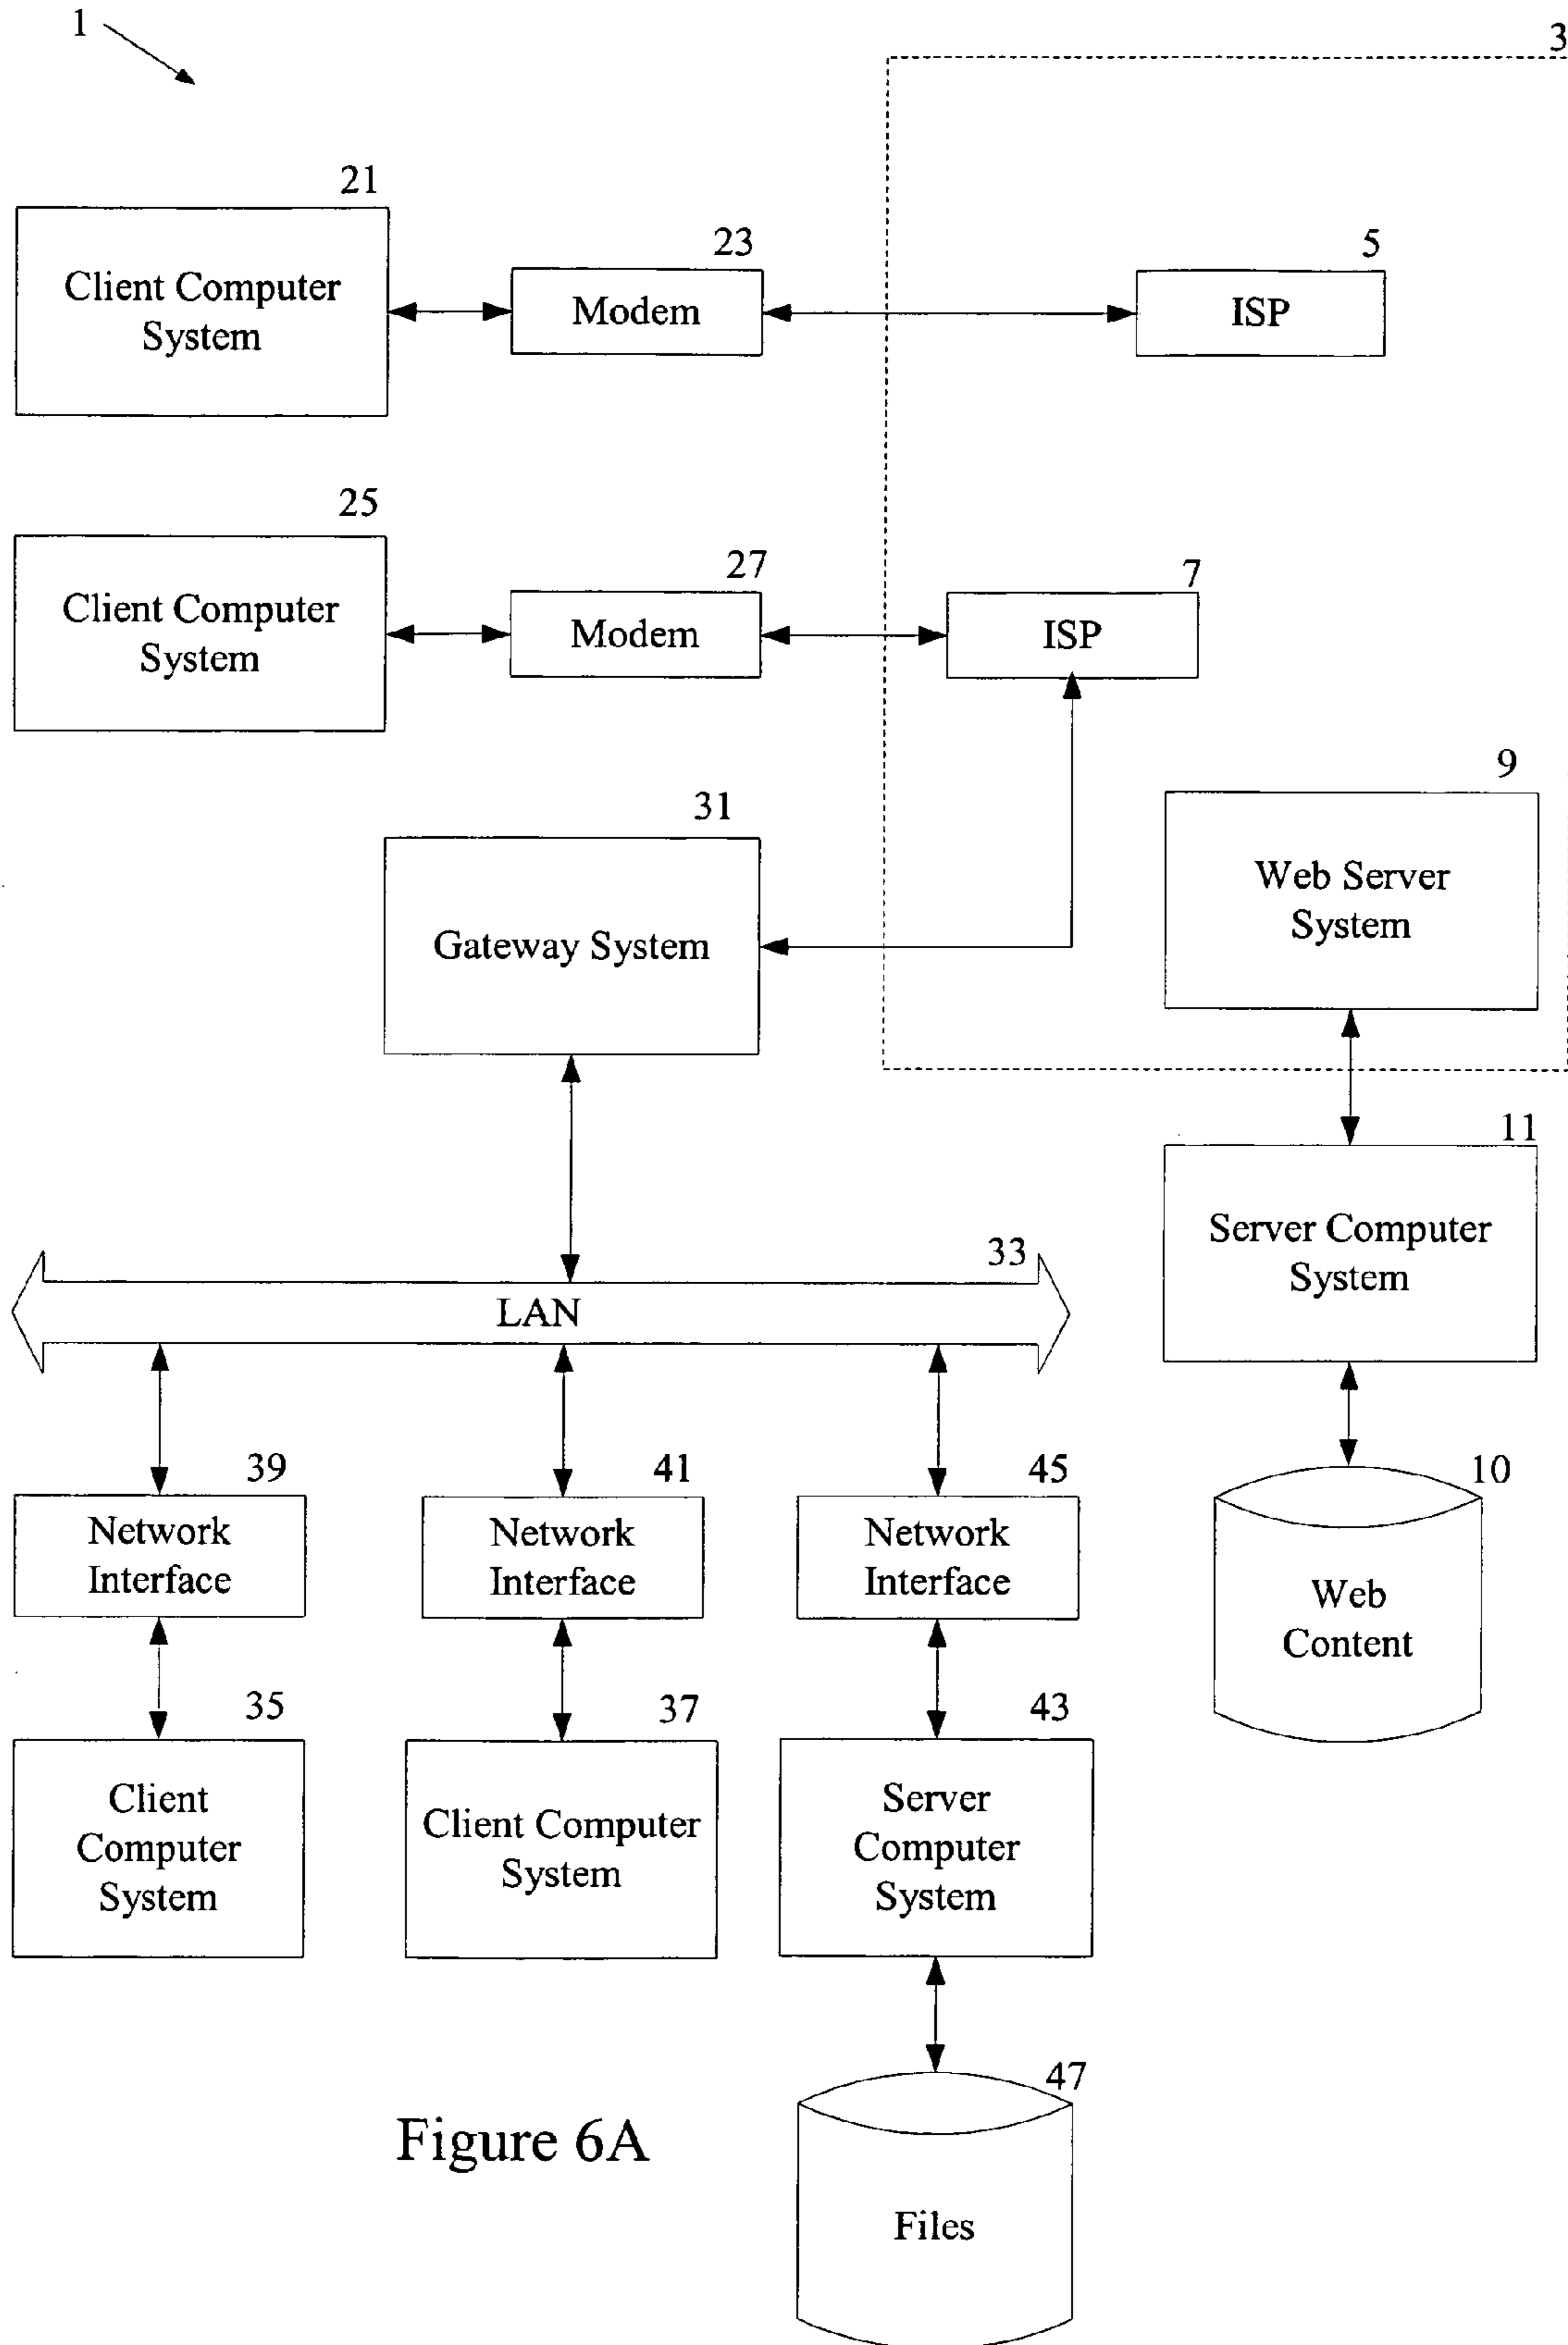 1
3
21
Client Computer
System
23
Modem
5
ISP
25
Client Computer
System
27
Modem
7
ISP
31
Gateway System
9
Web Server
System
11
Server Computer
System
33
LAN
10
Web
Content
39
Network
Interface
41
Network
Interface
45
Network
Interface
35
Client
Computer
System
37
Client Computer
System
43
Server
Computer
System
47
Files
Figure 6A